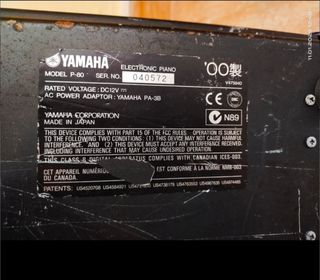 YAMAHA
ELECTRONIC PIANO
'00製
MODEL P-80 SER. NO. 040572
RATED VOLTAGE : DC12V
AC POWER ADAPTOR : YAMAHA PA-3B
YAMAHA CORPORATION
MADE IN JAPAN
N89
THIS DEVICE COMPLIES WITH PART 15 OF THE FCC RULES. OPERATION IS
SUBJECT TO THE FOLLOWING TWO CONDITIONS: (1) THIS DEVICE MAY NOT CAUSE HARMFUL
INTERFERENCE, AND (2) THIS DEVICE MUST ACCEPT ANY INTERFERENCE RECEIVED,
INCLUDING INTERFERENCE THAT MAY CAUSE UNDESIRED OPERATION.
THIS CLASS B DIGITAL APPARATUS COMPLIES WITH CANADIAN ICES-003.
CET APPAREIL NUMÉRIQUE EST CONFORME A LA NORME NMB-003
DU CANADA.
PATENTS: